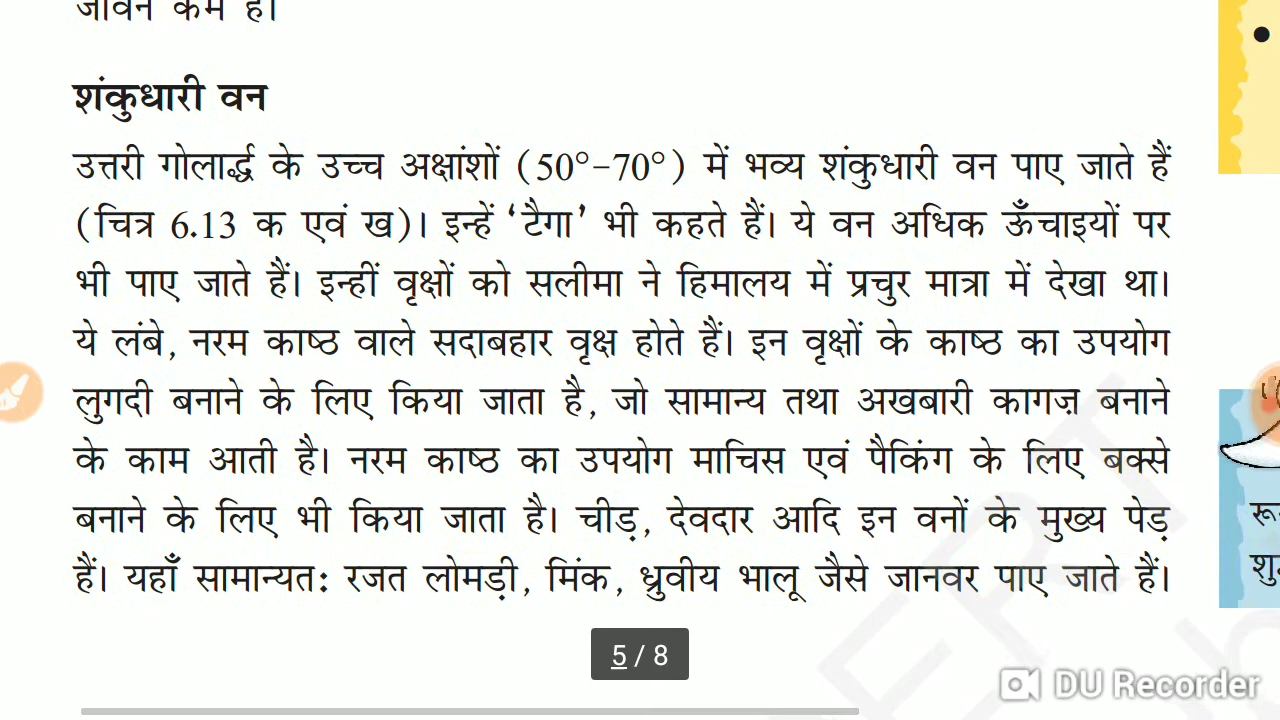 जीवन कम है।
शंकुधारी वन
उत्तरी गोलार्द्ध के उच्च अक्षांशों (50°–70°) में भव्य शंकुधारी वन पाए जाते हैं
(चित्र 6.13 क एवं ख)। इन्हें ‘टैगा’ भी कहते हैं। ये वन अधिक ऊँचाइयों पर
भी पाए जाते हैं। इन्हीं वृक्षों को सलीमा ने हिमालय में प्रचुर मात्रा में देखा था।
ये लंबे, नरम काष्ठ वाले सदाबहार वृक्ष होते हैं। इन वृक्षों के काष्ठ का उपयोग
लुगदी बनाने के लिए किया जाता है, जो सामान्य तथा अखबारी कागज़ बनाने
के काम आती है। नरम काष्ठ का उपयोग माचिस एवं पैकिंग के लिए बक्से
बनाने के लिए भी किया जाता है। चीड़, देवदार आदि इन वनों के मुख्य पेड़
हैं। यहाँ सामान्यत: रजत लोमड़ी, मिंक, ध्रुवीय भालू जैसे जानवर पाए जाते हैं।
5 / 8
DU Recorder